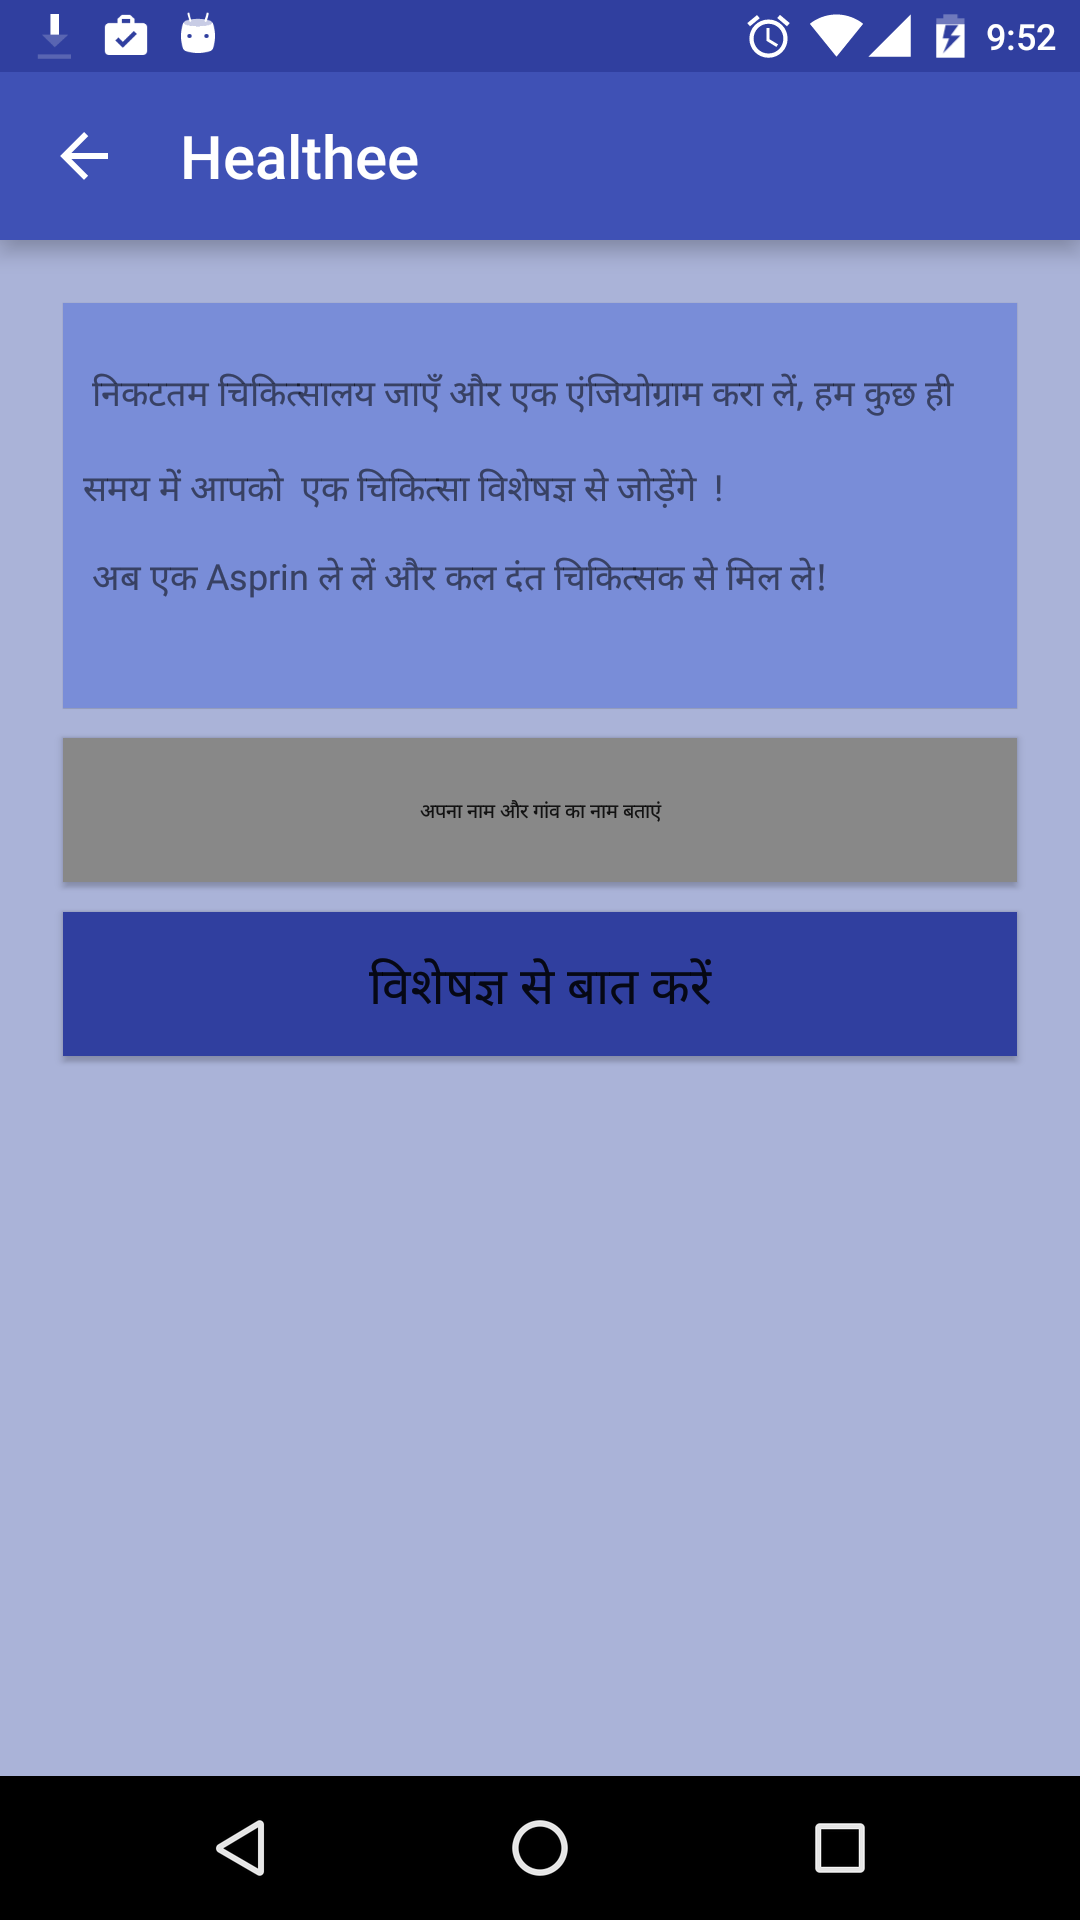 9:52
Healthee
निकटतम चिकित्सालय जाएँ और एक एंजियोग्राम करा लें, हम कुछ ही
समय में आपको एक चिकित्सा विशेषज्ञ से जोड़ेंगे !
अब एक Asprin ले लें और कल दंत चिकित्सक से मिल ले!
अपना नाम और गांव का नाम बताएं
विशेषज्ञ से बात करें